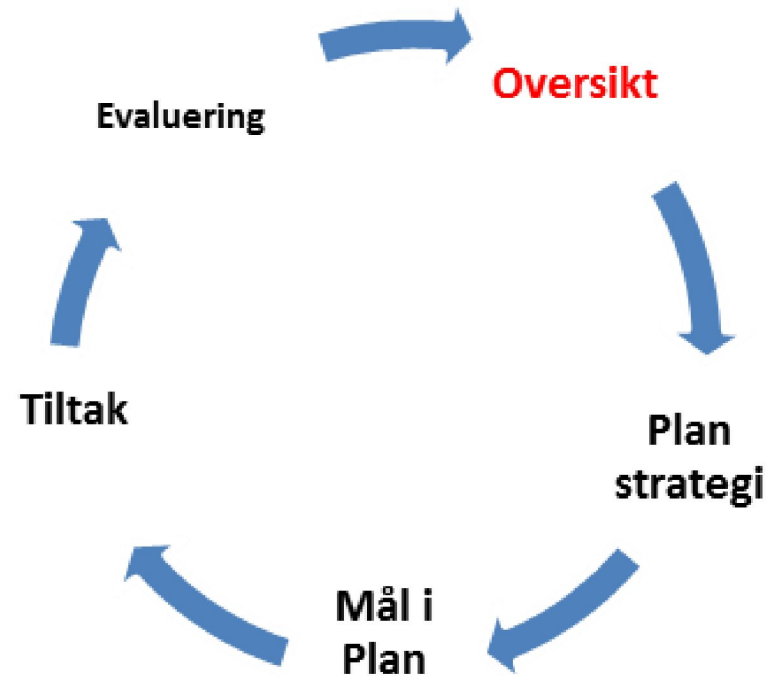 Oversikt
Evaluering
Tiltak
Plan
strategi
Mål i
Plan